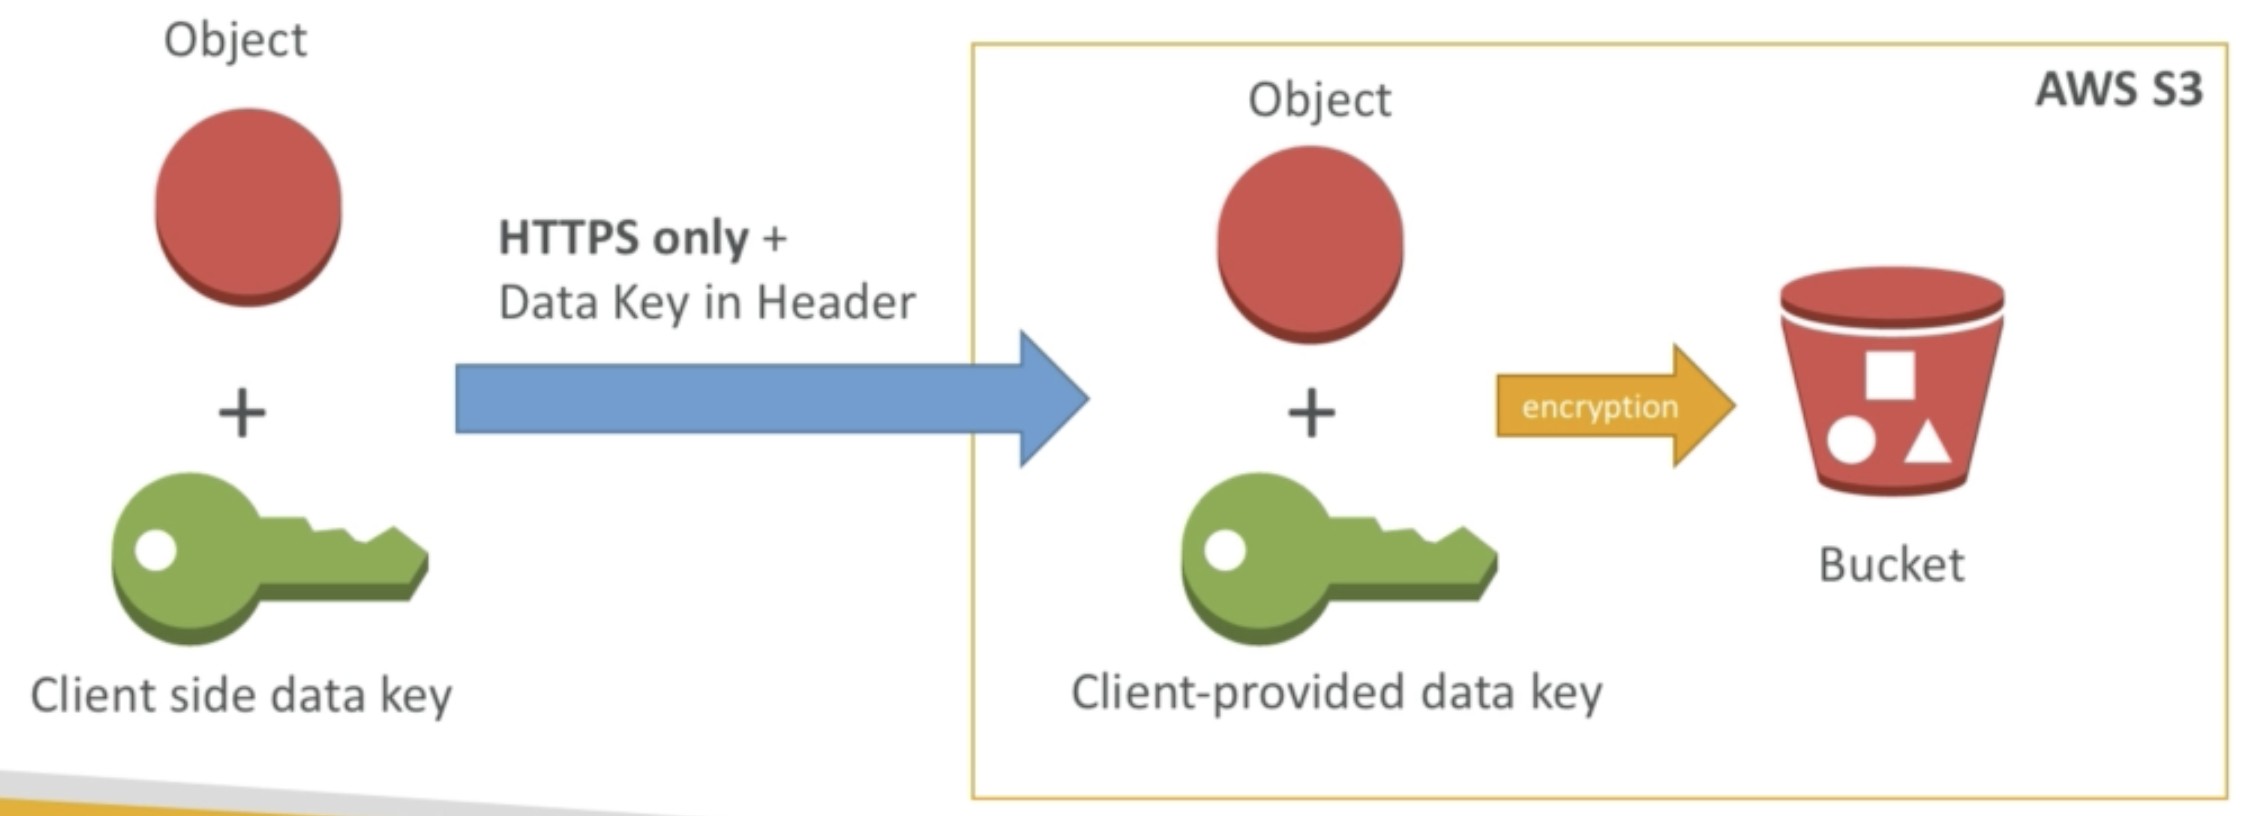 Object
HTTPS only +
Data Key in Header
Client side data key
AWS S3
Object
encryption
Client-provided data key
Bucket